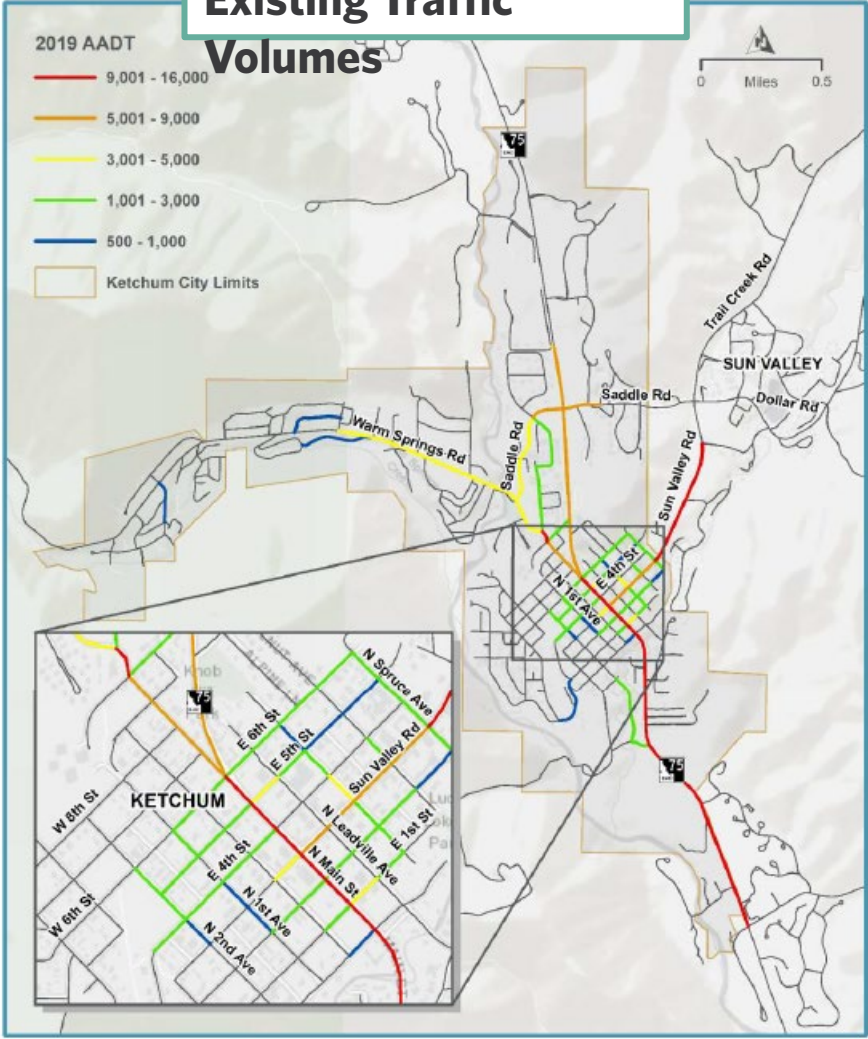 Existing Traffic
Volumes
2019 AADT
9,001 - 16,000
5,001 - 9,000
3,001 - 5,000
1,001 - 3,000
500 - 1,000
Ketchum City Limits
0 Miles 0.5
75
Trail Creek Rd
SUN VALLEY
Saddle Rd
Dollar Rd
Warm Springs Rd
Saddle Rd
Sun Valley Rd
E 4th St
N 1st Ave
75
Knob
75
N Spruce Ave
E 6th St
E 5th St
Sun Valley Rd
KETCHUM
W 8th St
N Leadville Ave
E 1st St
E 4th St
N Main St
W 6th St
N 1st Ave
N 2nd Ave